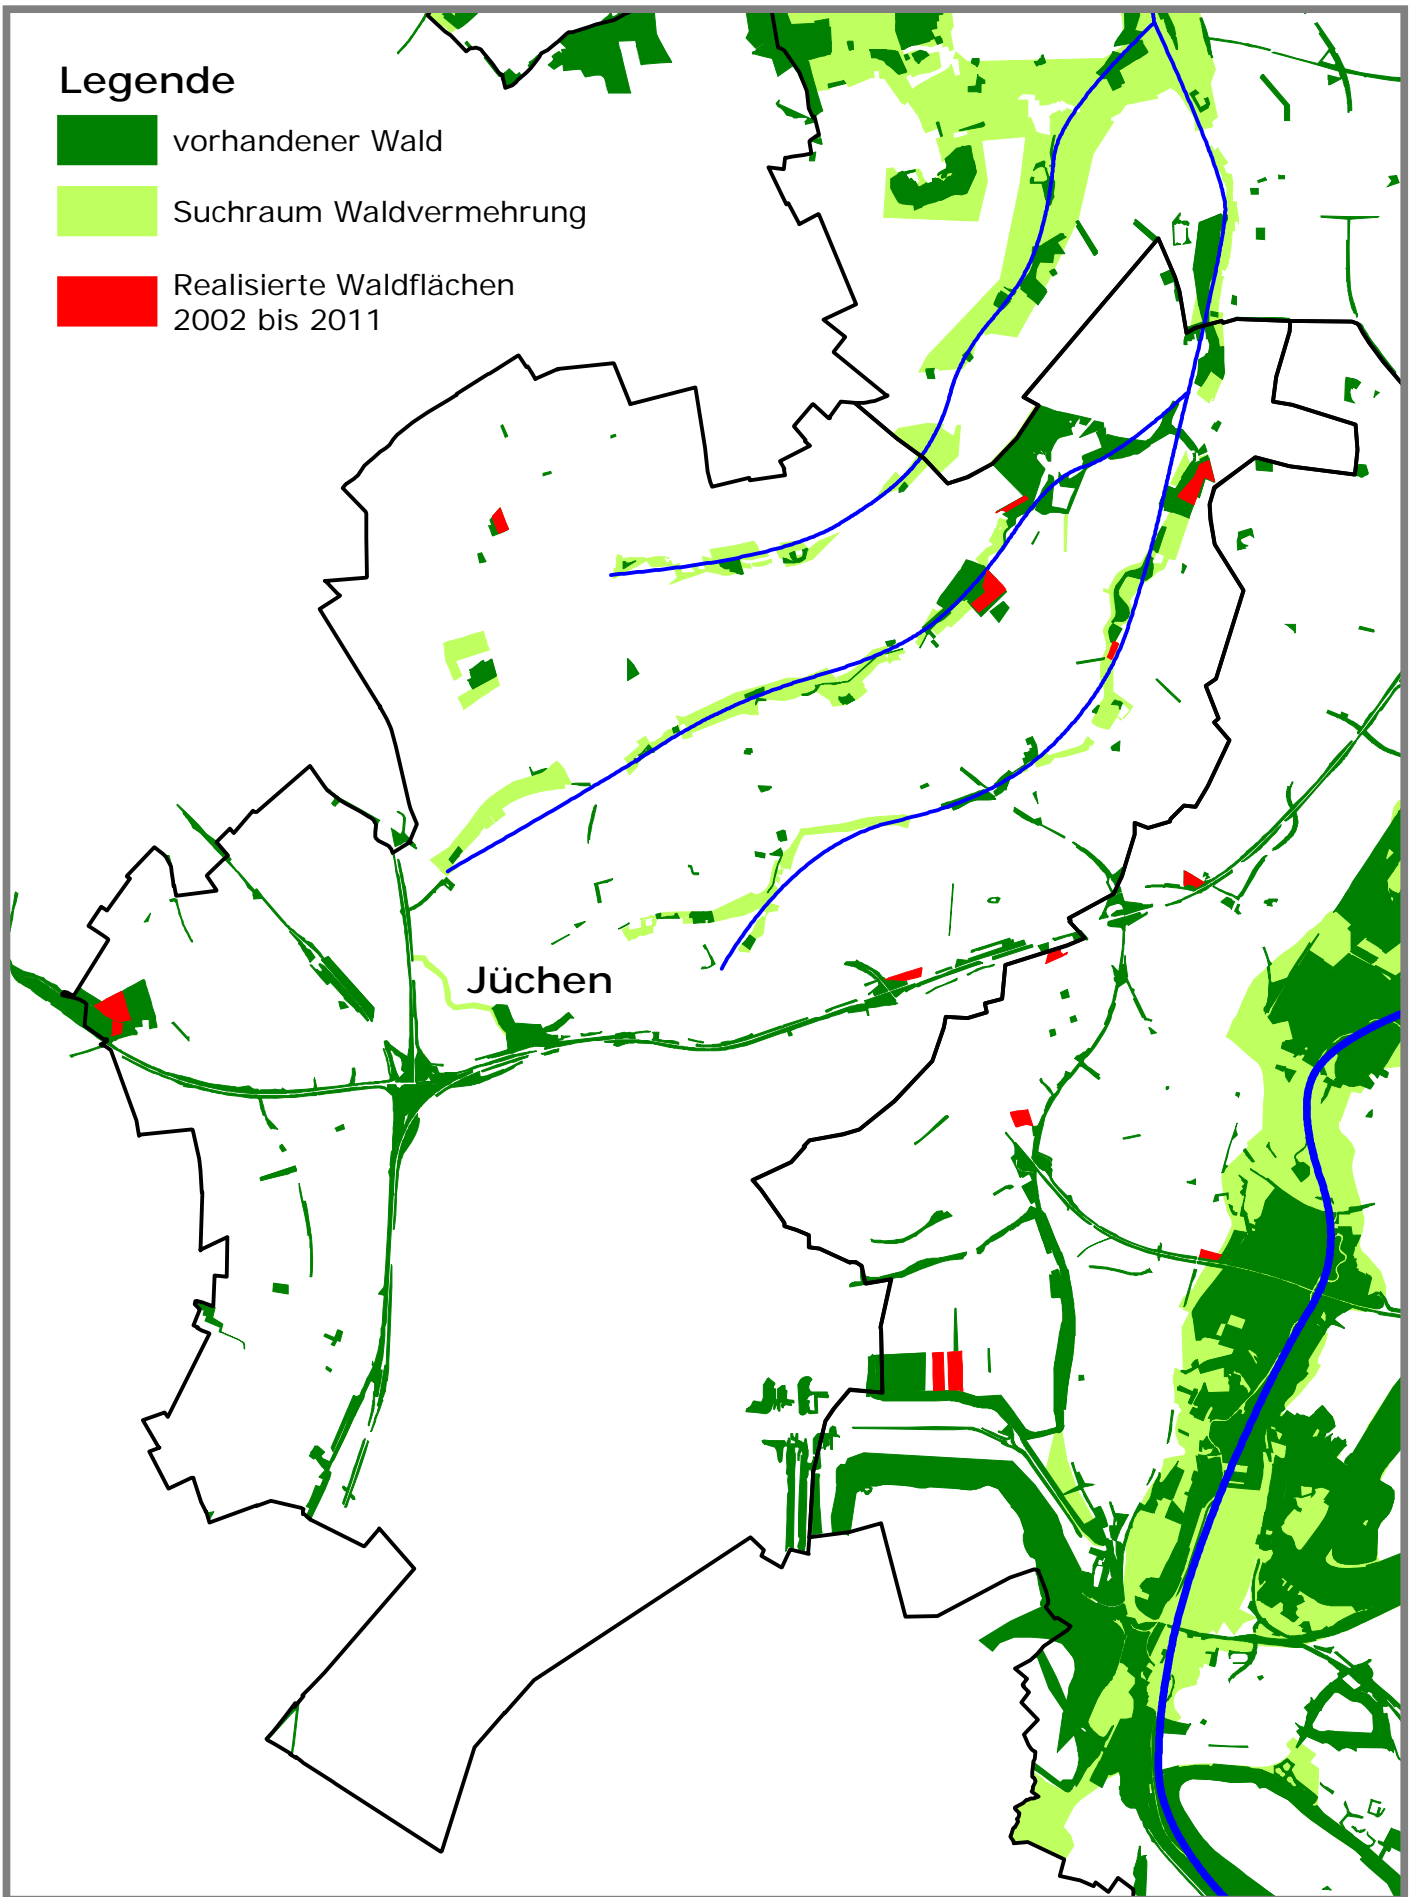 Legende
vorhandener Wald
Suchraum Waldvermehrung
Realisierte Waldflächen
2002 bis 2011
Jüchen